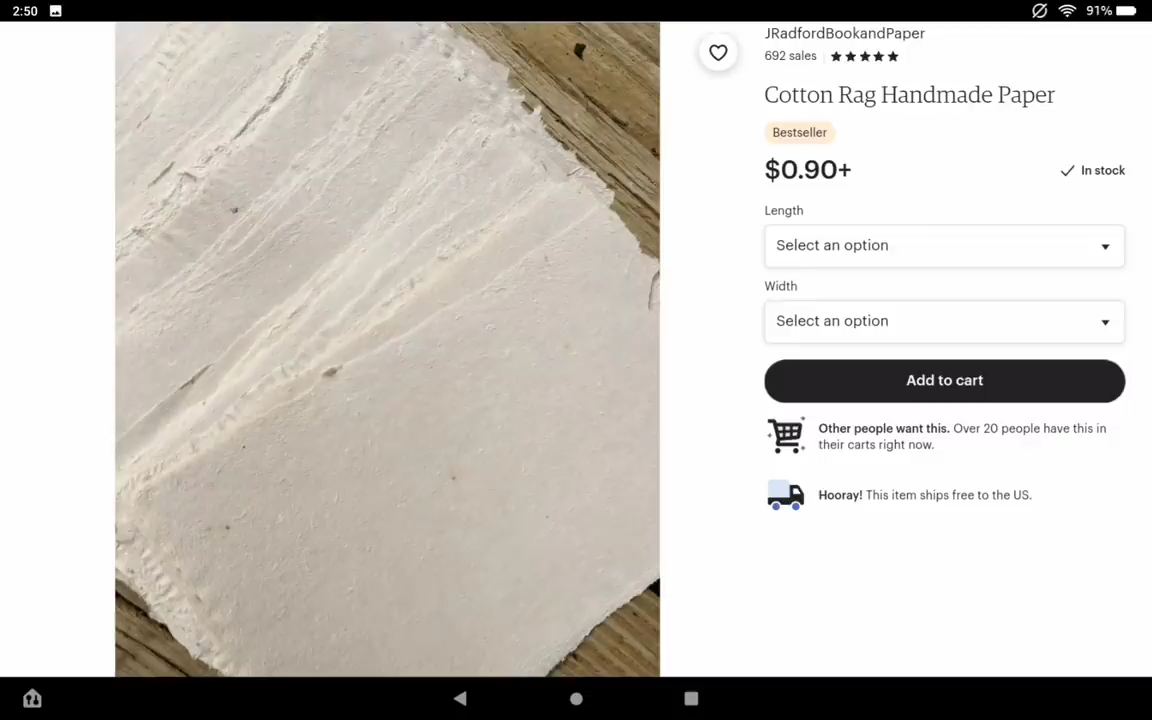 2:50
91%
JRadfordBookandPaper
692 sales
Cotton Rag Handmade Paper
Bestseller
$0.90+
In stock
Length
Select an option
Width
Select an option
Add to cart
Other people want this. Over 20 people have this in
their carts right now.
Hooray! This item ships free to the US.